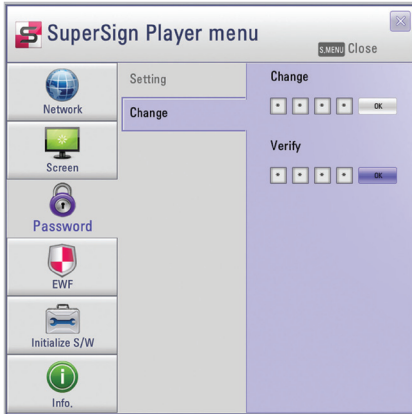 SuperSign Player menu
S.MENU Close
Network
Screen
Password
EWF
Initialize S/W
Info.
Setting
Change
Change
* * * * OK
Verify
* * * * OK